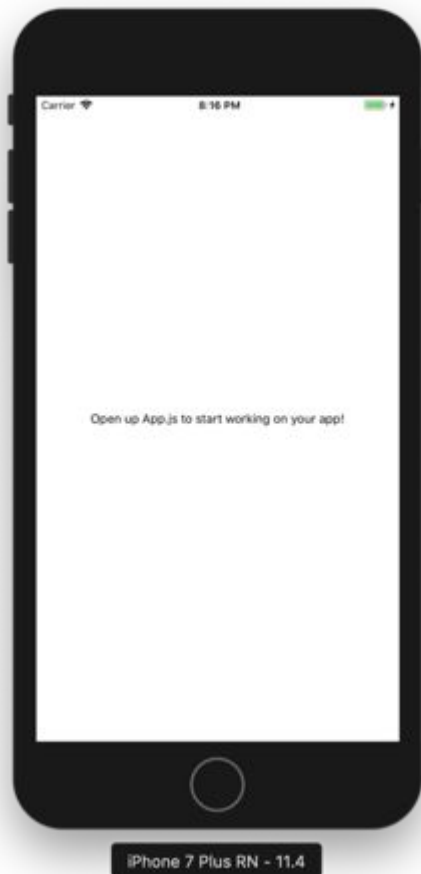 Carrier 8:16 PM
Open up App.js to start working on your app!
iPhone 7 Plus RN - 11.4